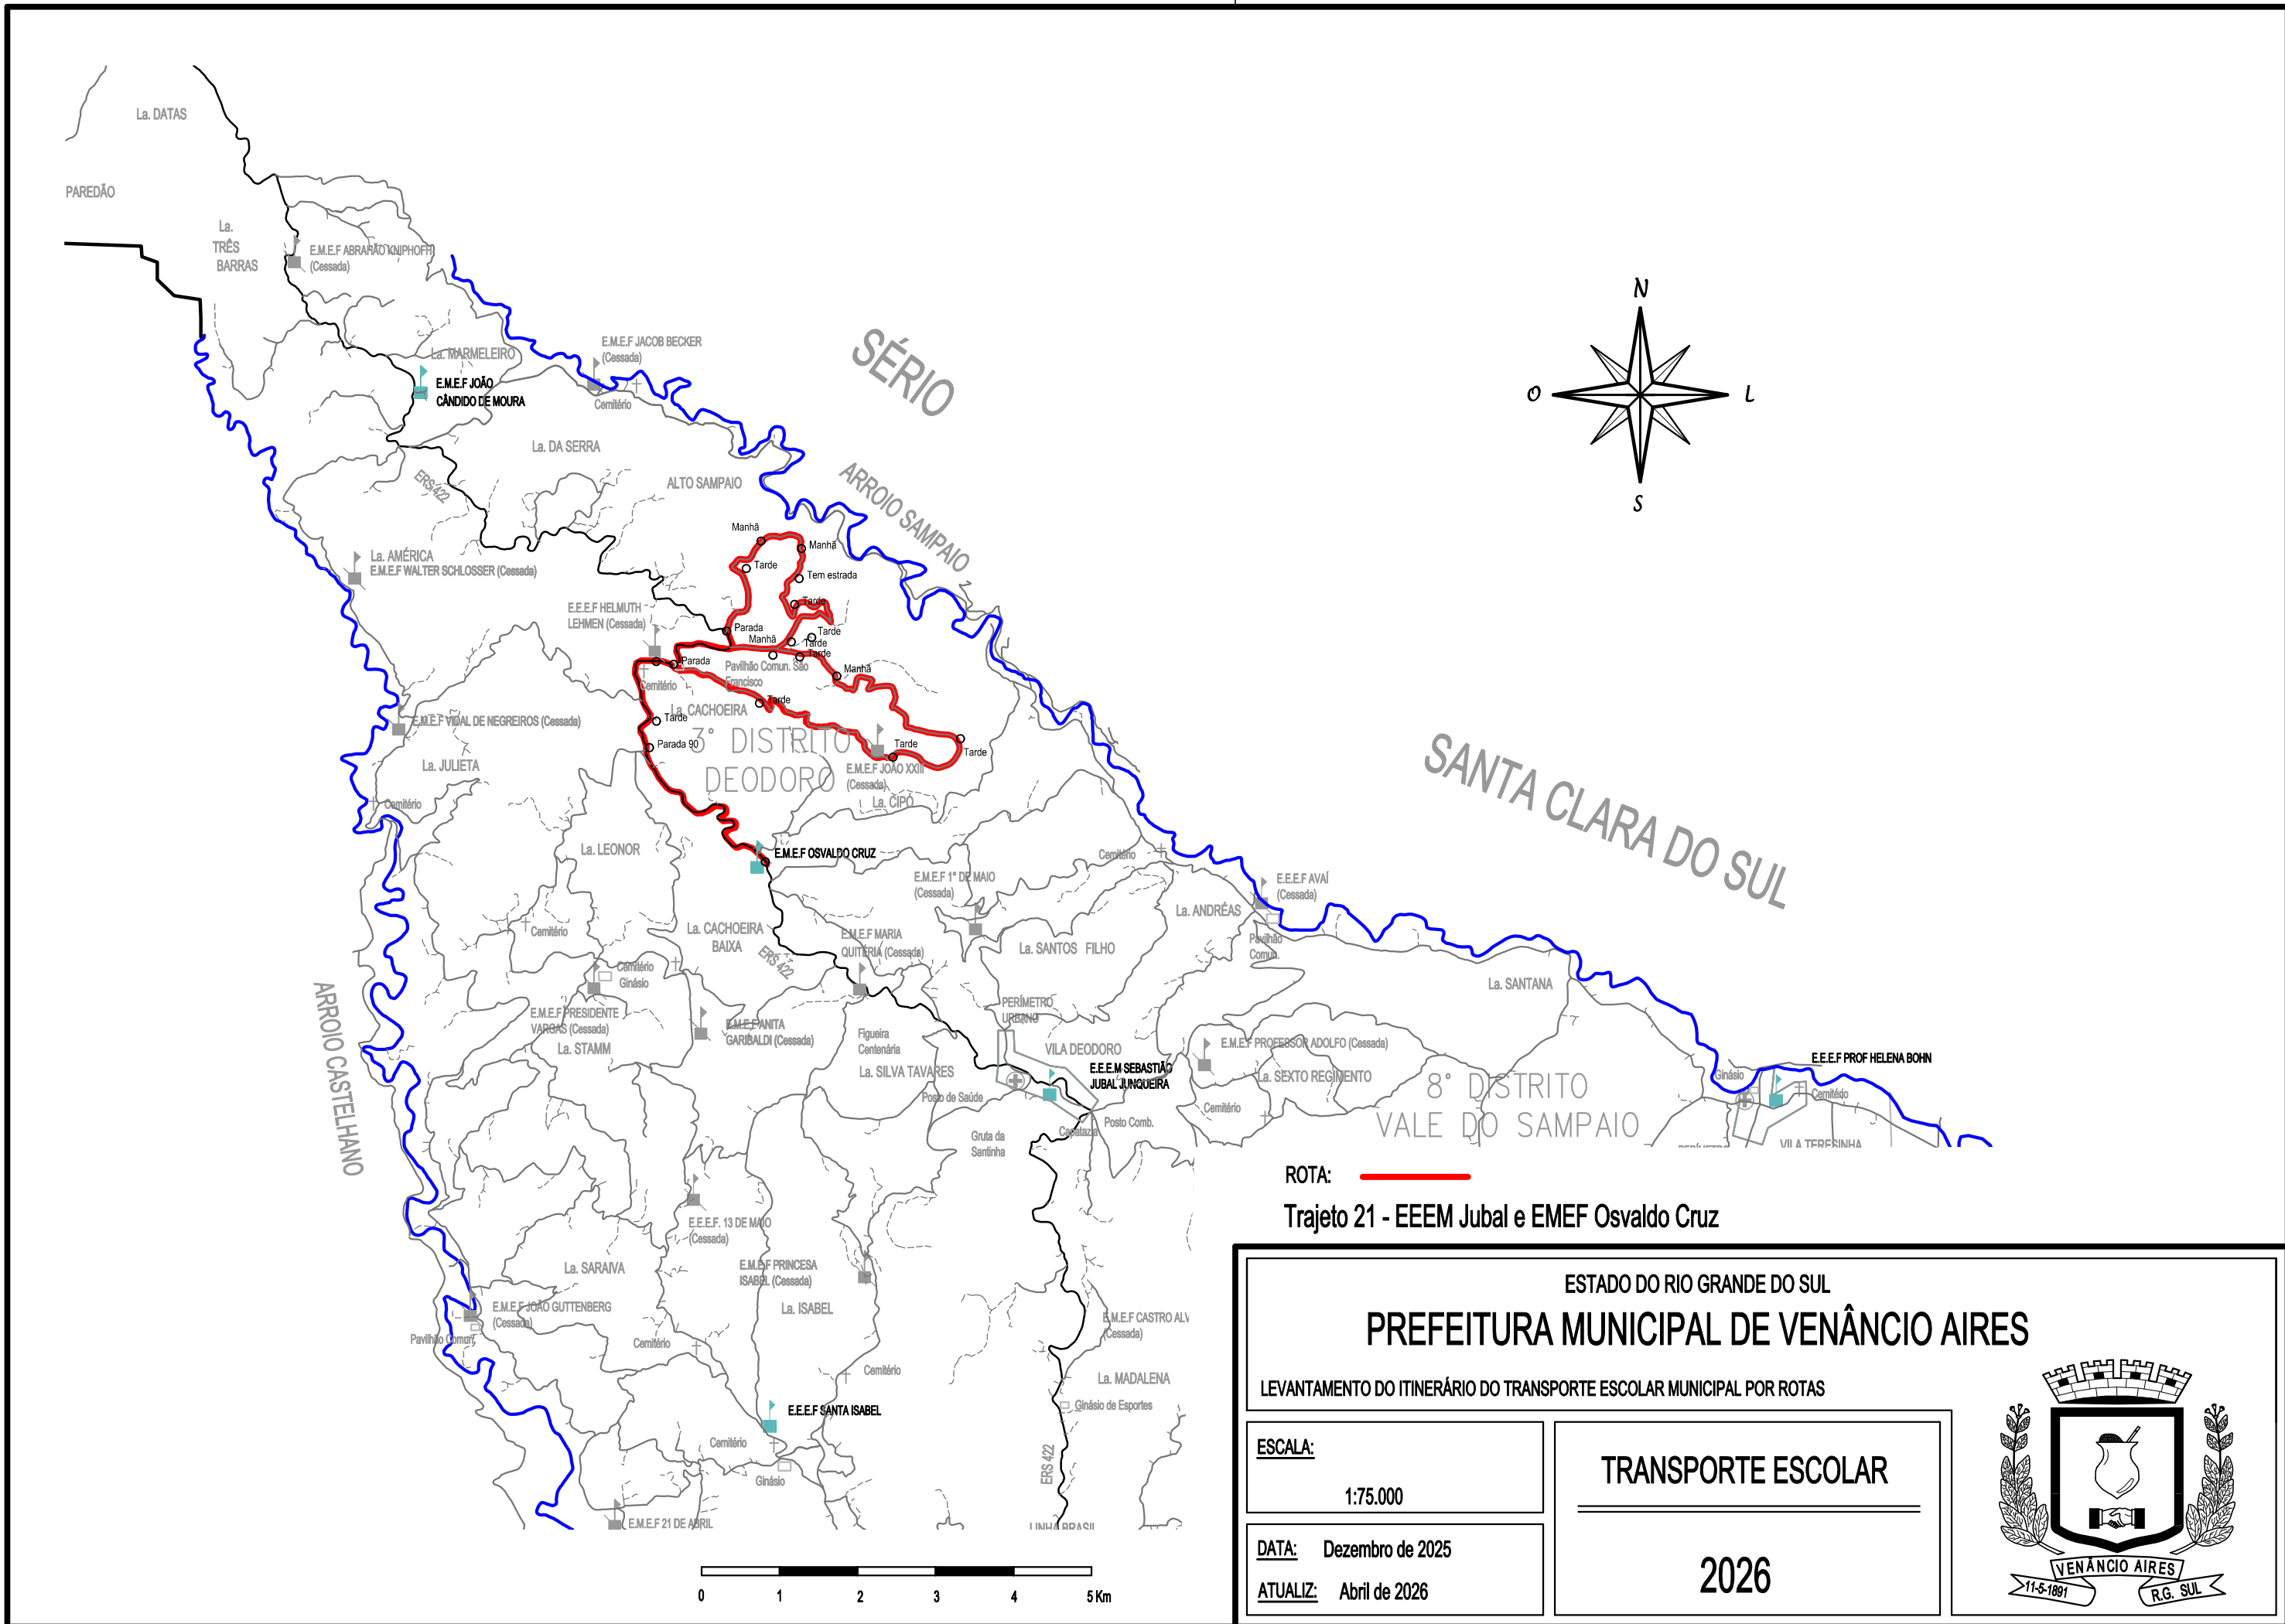 La. DATAS
PAREDÃO
La.
TRÊS
BARRAS
E.M.E.F ABRAHÃO KNIPHOFF
(Cessada)
La. MARMELEIRO
E.M.E.F JOÃO
CÂNDIDO DE MOURA
E.M.E.F JACOB BECKER
(Cessada)
Cemitério
SÉRIO
N
O
L
S
La. DA SERRA
ERS 422
ALTO SAMPAIO
ARROIO SAMPAIO
La. AMÉRICA
E.M.E.F WALTER SCHLOSSER (Cessada)
Manhã
Manhã
Tarde
Tem estrada
Tarde
E.E.E.F HELMUTH
LEHMEN (Cessada)
Parada
Manhã
Tarde
Tarde
Tarde
Parada
Pavilhão Comun. São
Francisco
Manhã
Cemitério
Tarde
La. CACHOEIRA
Tarde
E.M.E.F VIDAL DE NEGREIROS (Cessada)
Parada 90
3° DISTRITO
DEODORO
Tarde
Tarde
E.M.E.F JOÃO XXIII
(Cessada)
La. CIPÓ
La. JULIETA
Cemitério
SANTA CLARA DO SUL
La. LEONOR
E.M.E.F OSVALDO CRUZ
Cemitério
E.M.E.F 1° DE MAIO
(Cessada)
E.E.E.F AVAÍ
(Cessada)
La. ANDRÉAS
Cemitério
La. CACHOEIRA
BAIXA
E.M.E.F MARIA
QUITÉRIA (Cessada)
La. SANTOS FILHO
Pavilhão
Comun.
ERS 422
Cemitério
Ginásio
La. SANTANA
ARROIO CASTELHANO
E.M.E.F PRESIDENTE
VARGAS (Cessada)
La. STAMM
E.M.E.F ANITA
GARIBALDI (Cessada)
Figueira
Centenária
La. SILVA TAVARES
PERÍMETRO
URBANO
VILA DEODORO
E.M.E.F PROFESSOR ADOLFO (Cessada)
E.E.E.M SEBASTIÃO
JUBAL JUNQUEIRA
Posto de Saúde
La. SEXTO REGIMENTO
8° DISTRITO
VALE DO SAMPAIO
E.E.E.F PROF HELENA BOHN
Ginásio
Cemitério
Cemitério
Posto Comb.
Capatazia
Gruta da
Santinha
VILA TERESINHA
ROTA:
Trajeto 21 - EEEM Jubal e EMEF Osvaldo Cruz
E.E.E.F. 13 DE MAIO
(Cessada)
La. SARAIVA
E.M.E.F PRINCESA
ISABEL (Cessada)
La. ISABEL
E.M.E.F JOÃO GUTTENBERG
(Cessada)
Pavilhão Comun.
Cemitério
Cemitério
E.M.E.F CASTRO ALV
(Cessada)
La. MADALENA
Ginásio de Esportes
E.E.E.F SANTA ISABEL
Cemitério
Ginásio
ERS 422
E.M.E.F 21 DE ABRIL
LINHA BRASIL
0 1 2 3 4 5 Km
ESTADO DO RIO GRANDE DO SUL
PREFEITURA MUNICIPAL DE VENÂNCIO AIRES
LEVANTAMENTO DO ITINERÁRIO DO TRANSPORTE ESCOLAR MUNICIPAL POR ROTAS
ESCALA:
1:75.000
DATA: Dezembro de 2025
ATUALIZ: Abril de 2026
TRANSPORTE ESCOLAR
2026
VENÂNCIO AIRES
11-5-1891
R.G. SUL